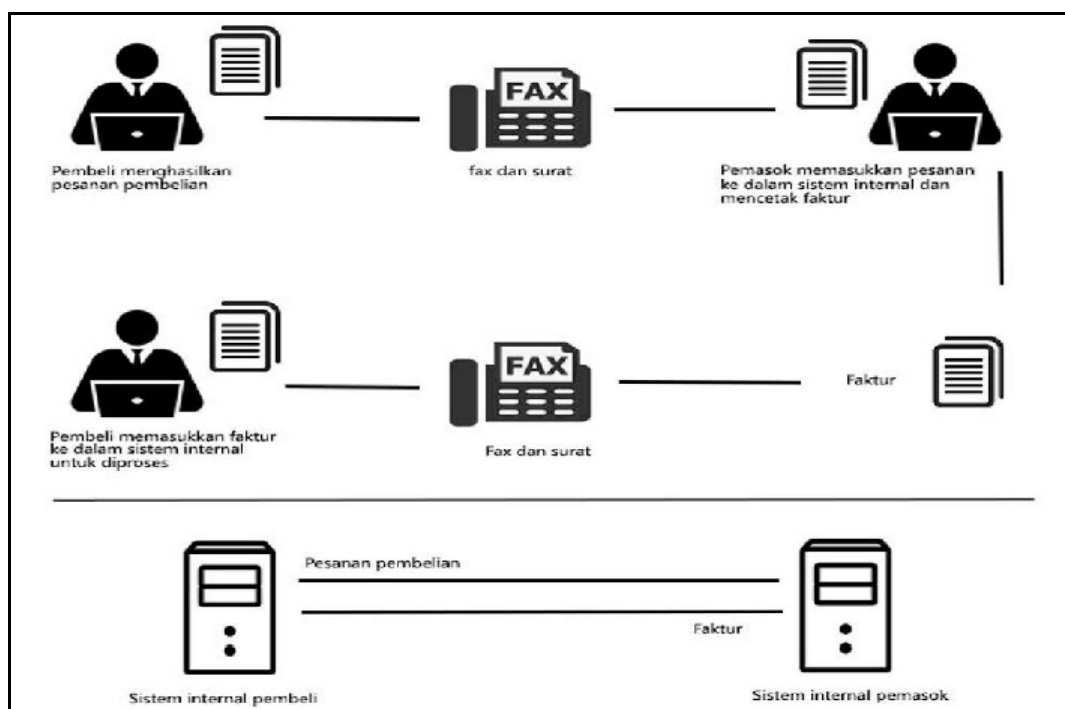 FAX
Pembeli menghasilkan
pesanan pembelian
fax dan surat
Pemasok memasukkan pesanan
ke dalam sistem internal dan
mencetak faktur
FAX
Pembeli memasukkan faktur
ke dalam sistem internal
untuk diproses
Fax dan surat
Faktur
Pesanan pembelian
Faktur
Sistem internal pembeli
Sistem internal pemasok